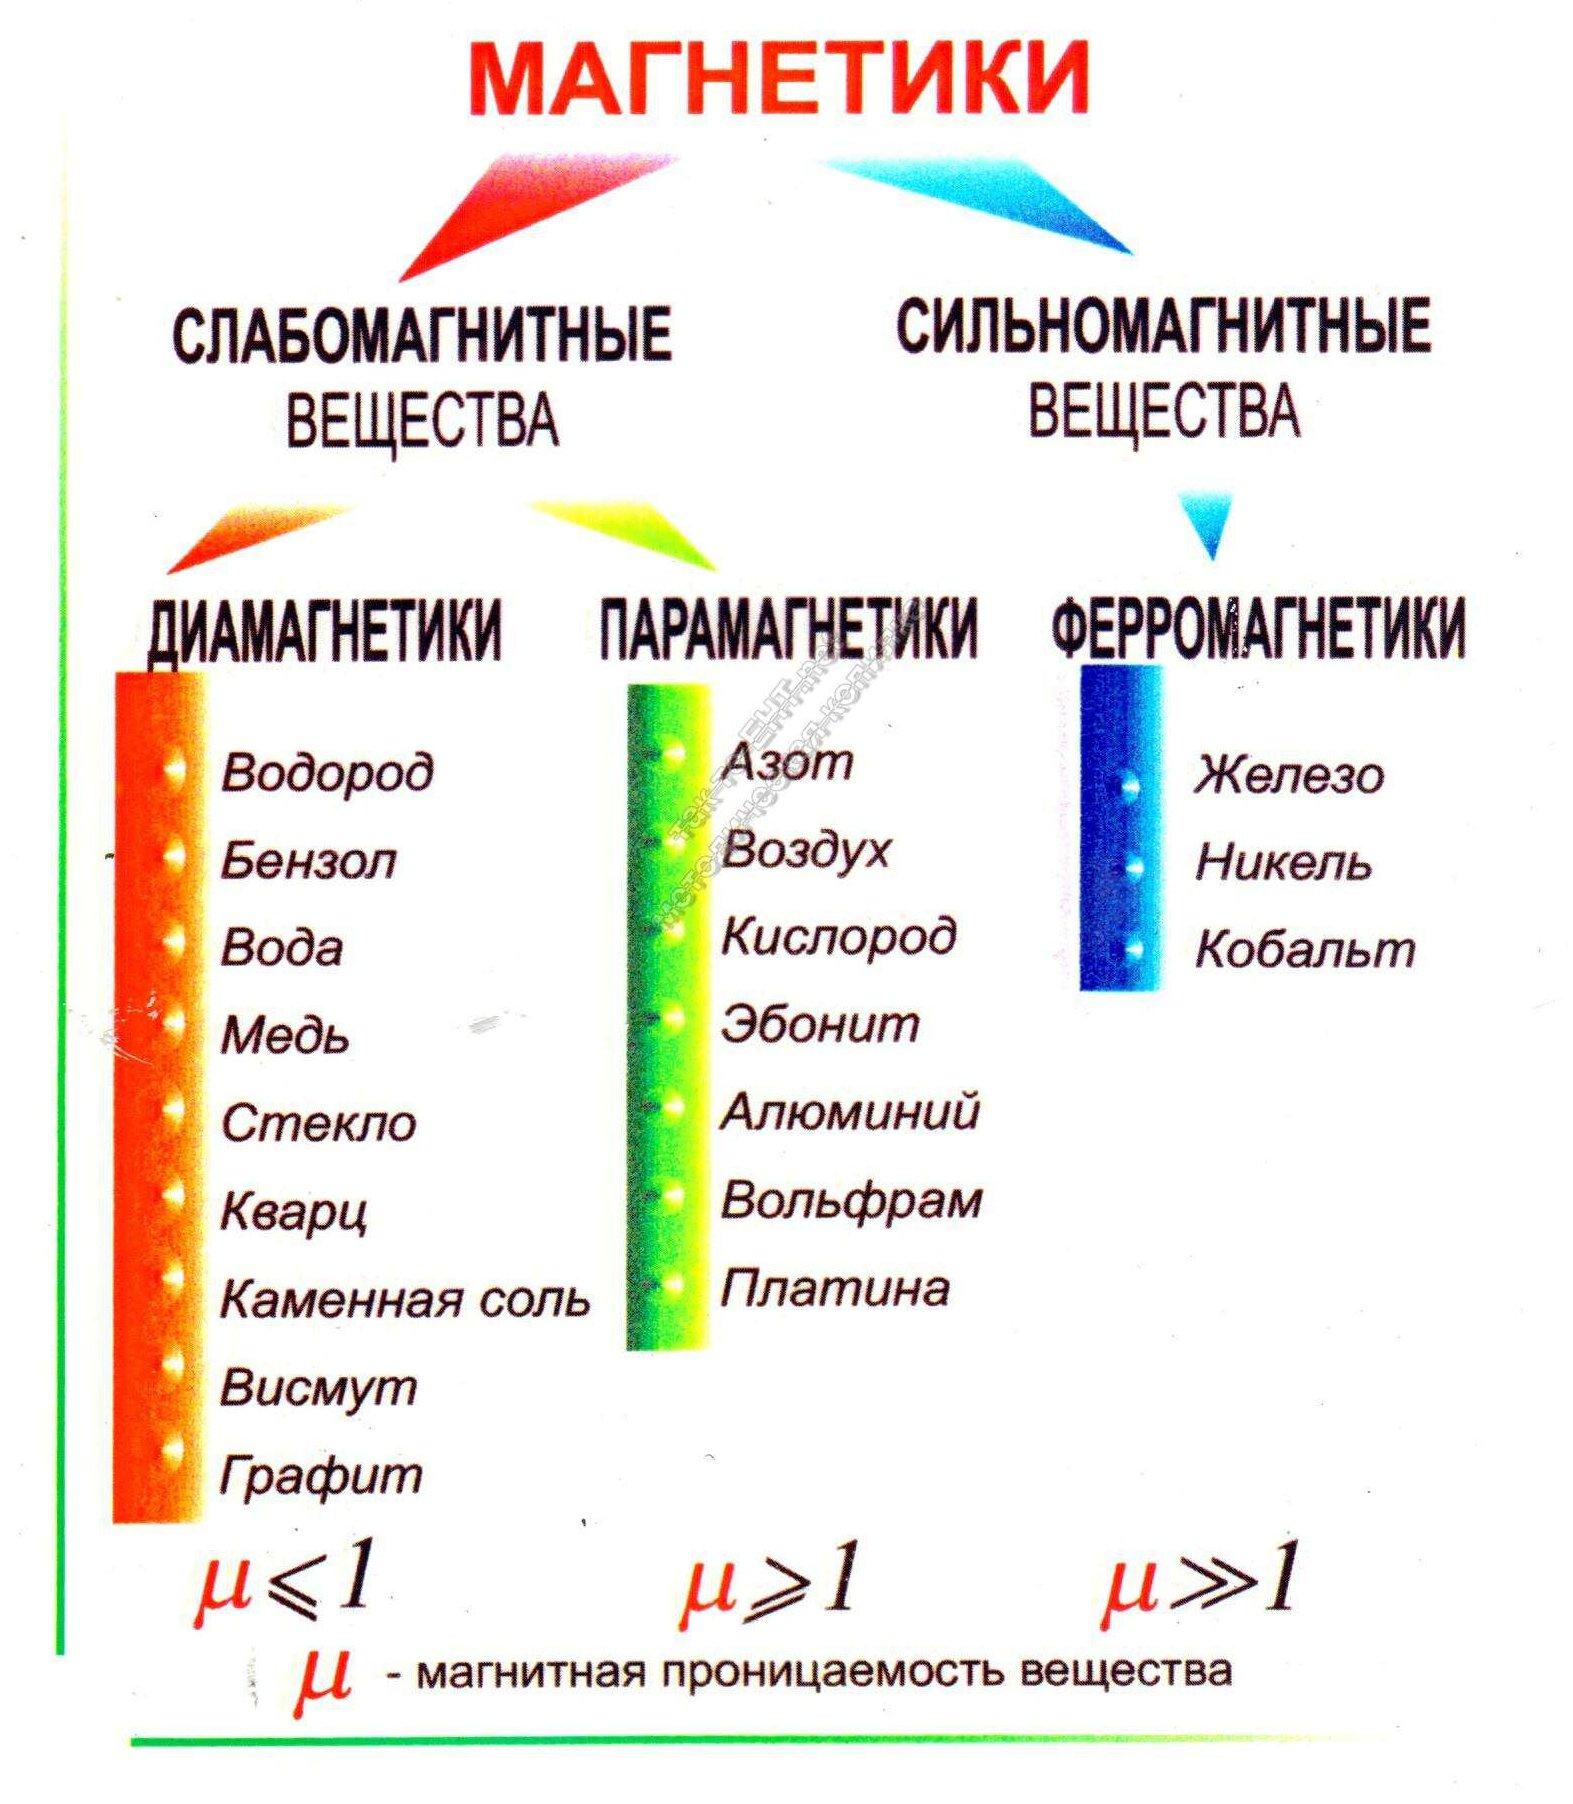 МАГНЕТИКИ
СЛАБОМАГНИТНЫЕ
ВЕЩЕСТВА
СИЛЬНОМАГНИТНЫЕ
ВЕЩЕСТВА
ДИАМАГНЕТИКИ
Водород
Бензол
Вода
Медь
Стекло
Кварц
Каменная соль
Висмут
Графит
μ⩽1
ПАРАМАГНЕТИКИ
Азот
Воздух
Кислород
Эбонит
Алюминий
Вольфрам
Платина
μ⩾1
ФЕРРОМАГНЕТИКИ
Железо
Никель
Кобальт
μ≫1
μ - магнитная проницаемость вещества